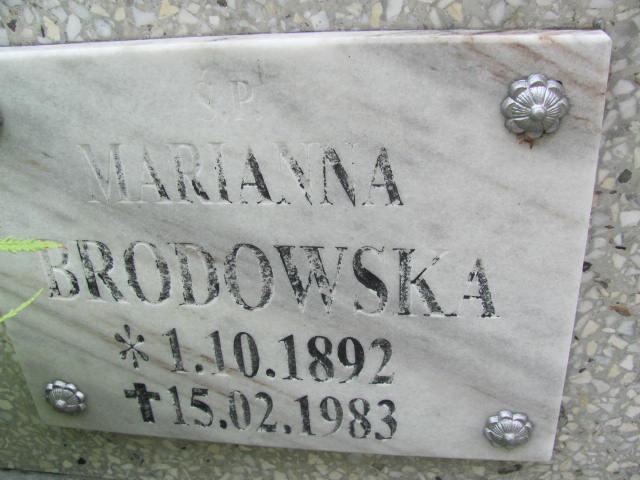 Ś.P.
MARIANNA
BRODOWSKA
* 1.10.1892
✝ 15.02.1983